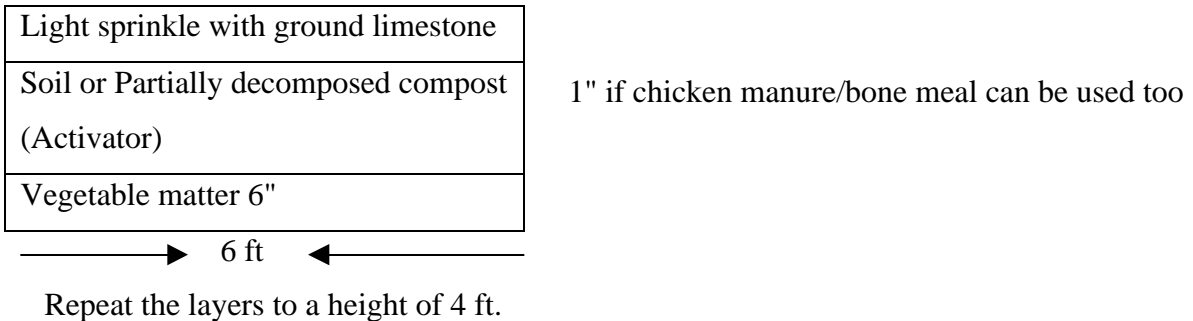 Light sprinkle with ground limestone
Soil or Partially decomposed compost
(Activator)
1" if chicken manure/bone meal can be used too
Vegetable matter 6"
6 ft
Repeat the layers to a height of 4 ft.